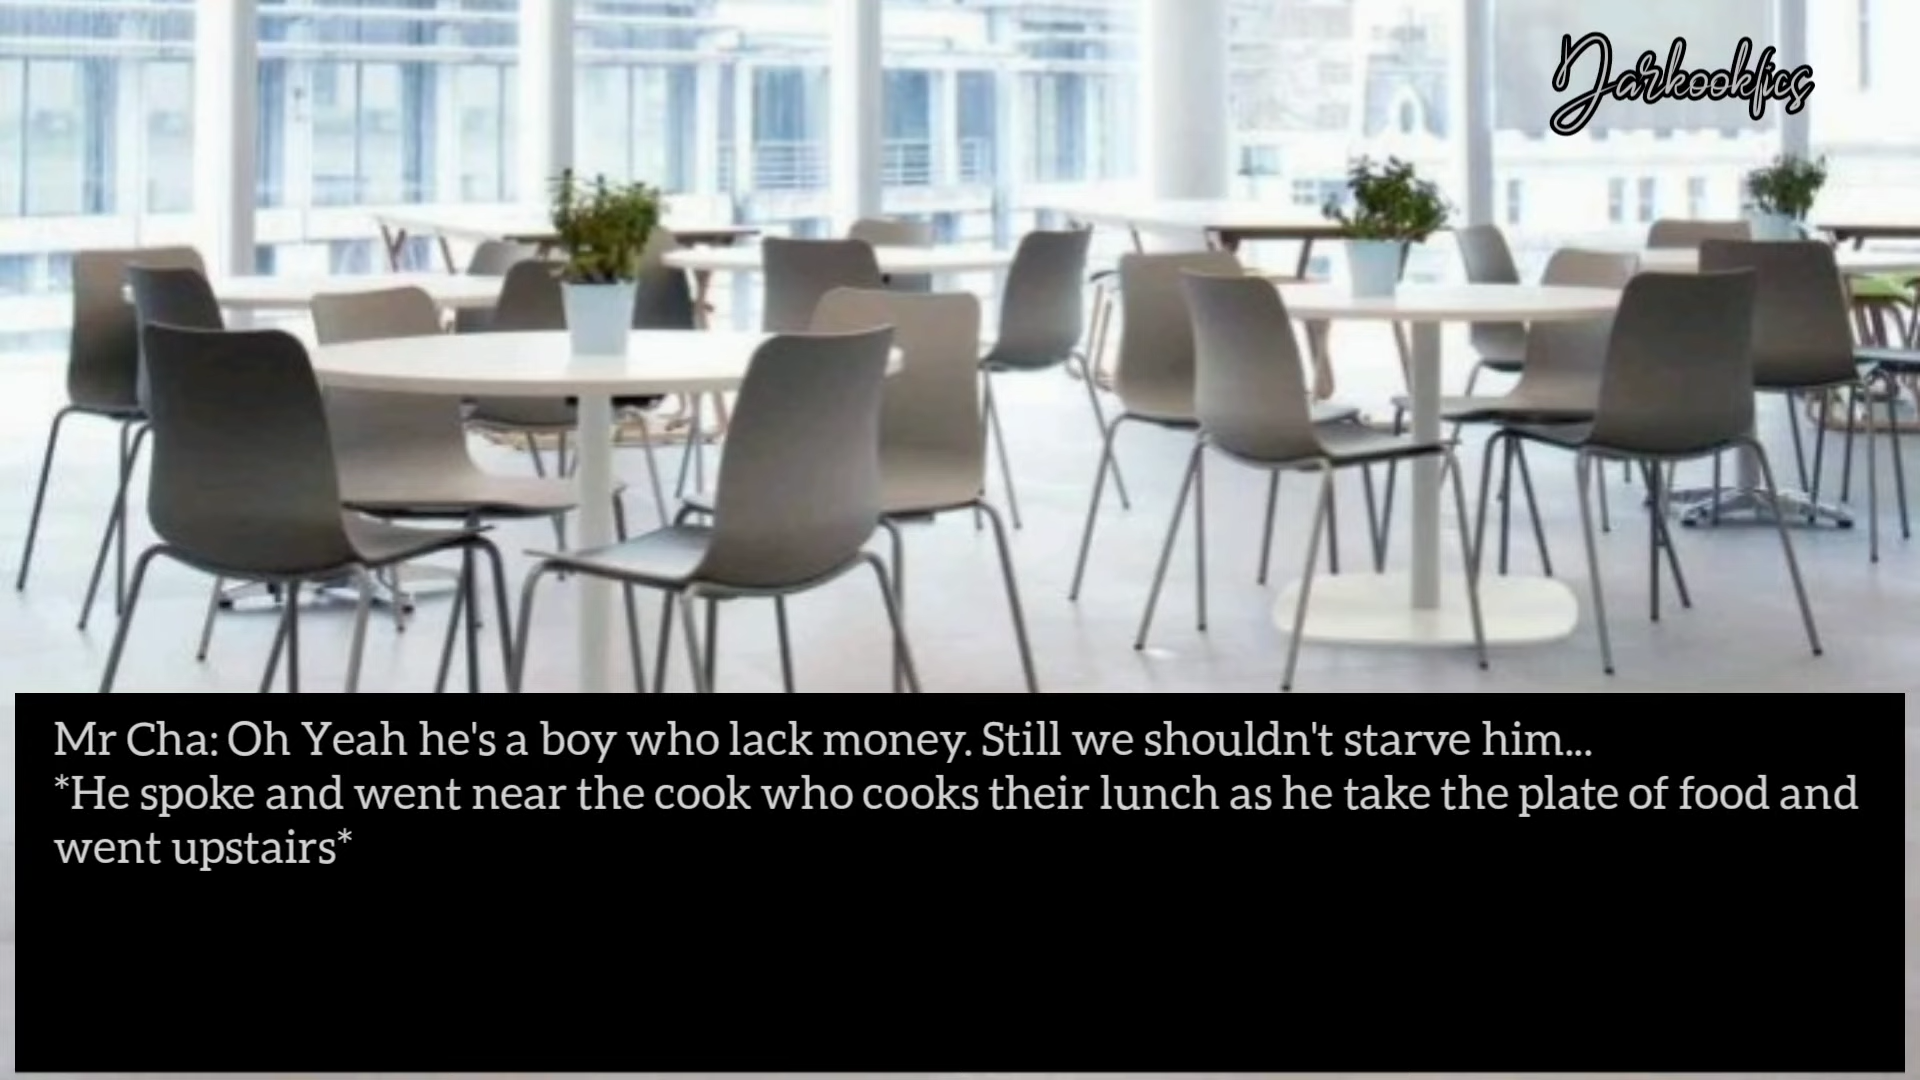 Darkookfics
Mr Cha: Oh Yeah he's a boy who lack money. Still we shouldn't starve him...
*He spoke and went near the cook who cooks their lunch as he take the plate of food and
went upstairs*